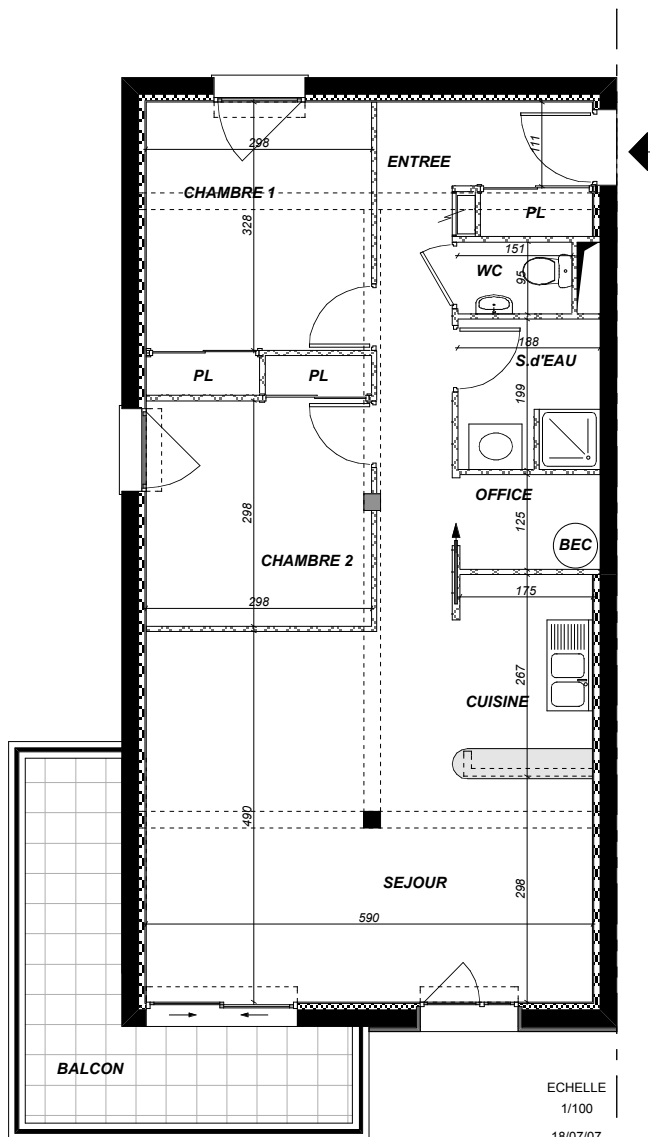 111
298
ENTREE
CHAMBRE 1
PL
328
151
WC
95
188
S.d'EAU
PL
PL
199
OFFICE
298
125
BEC
CHAMBRE 2
298
175
267
CUISINE
490
SEJOUR
298
590
BALCON
ECHELLE
1/100
18/07/07